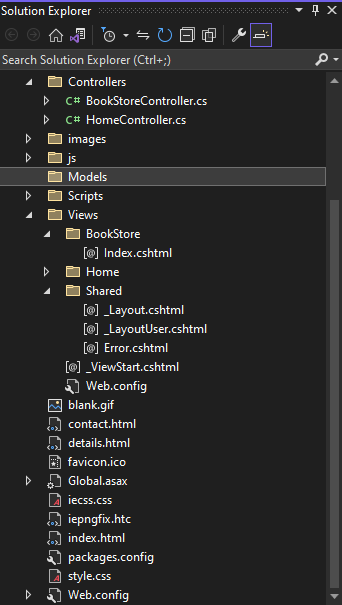 Solution Explorer
Search Solution Explorer (Ctrl+;)
Controllers
C# BookStoreController.cs
C# HomeController.cs
images
js
Models
Scripts
Views
BookStore
[@] Index.cshtml
Home
Shared
[@] _Layout.cshtml
[@] _LayoutUser.cshtml
[@] Error.cshtml
[@] _ViewStart.cshtml
Web.config
blank.gif
contact.html
details.html
favicon.ico
Global.asax
iecss.css
iepngfix.htc
index.html
packages.config
style.css
Web.config